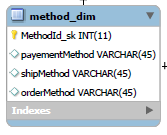 method_dim
MethodId_sk INT(11)
payementMethod VARCHAR(45)
shipMethod VARCHAR(45)
orderMethod VARCHAR(45)
Indexes